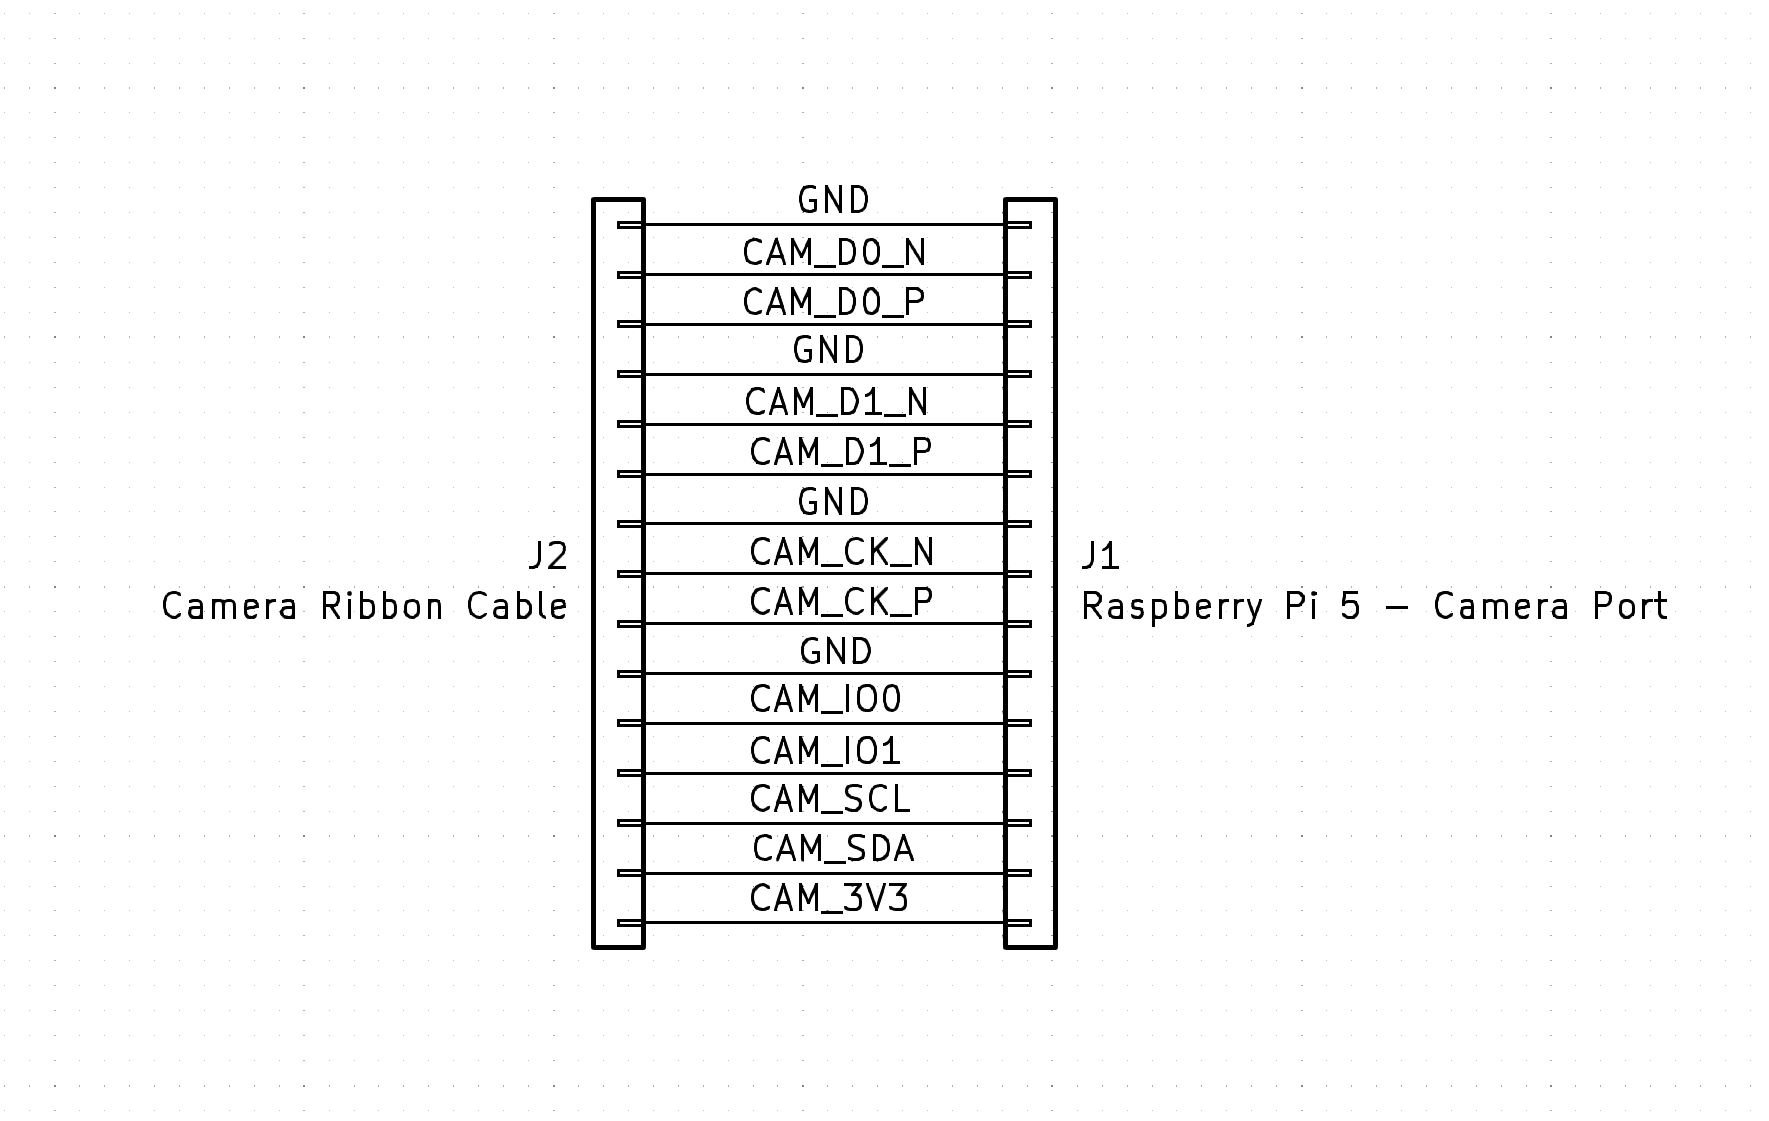 GND
CAM_D0_N
CAM_D0_P
GND
CAM_D1_N
CAM_D1_P
GND
CAM_CK_N
CAM_CK_P
GND
CAM_IO0
CAM_IO1
CAM_SCL
CAM_SDA
CAM_3V3
J2
Camera Ribbon Cable
J1
Raspberry Pi 5 – Camera Port